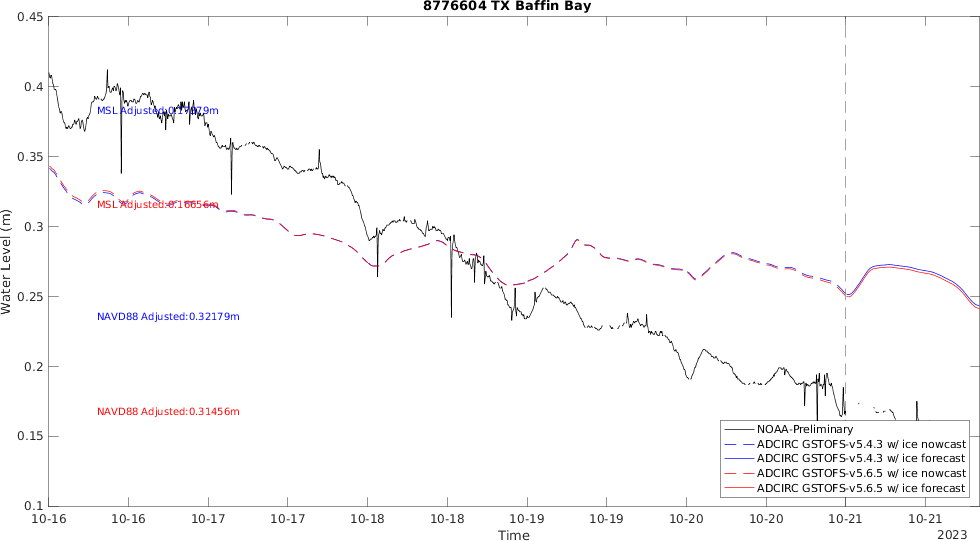 8776604 TX Baffin Bay
0.45
0.4
0.35
0.3
0.25
0.2
0.15
0.1
Water Level (m)
MSL Adjusted:0.17379m
MSL Adjusted:0.16656m
NAVD88 Adjusted:0.32179m
NAVD88 Adjusted:0.31456m
NOAA-Preliminary
ADCIRC GSTOFS-v5.4.3 w/ ice nowcast
ADCIRC GSTOFS-v5.4.3 w/ ice forecast
ADCIRC GSTOFS-v5.6.5 w/ ice nowcast
ADCIRC GSTOFS-v5.6.5 w/ ice forecast
10-16 10-16 10-17 10-17 10-18 10-18 10-19 10-19 10-20 10-20 10-21 10-21
Time
2023